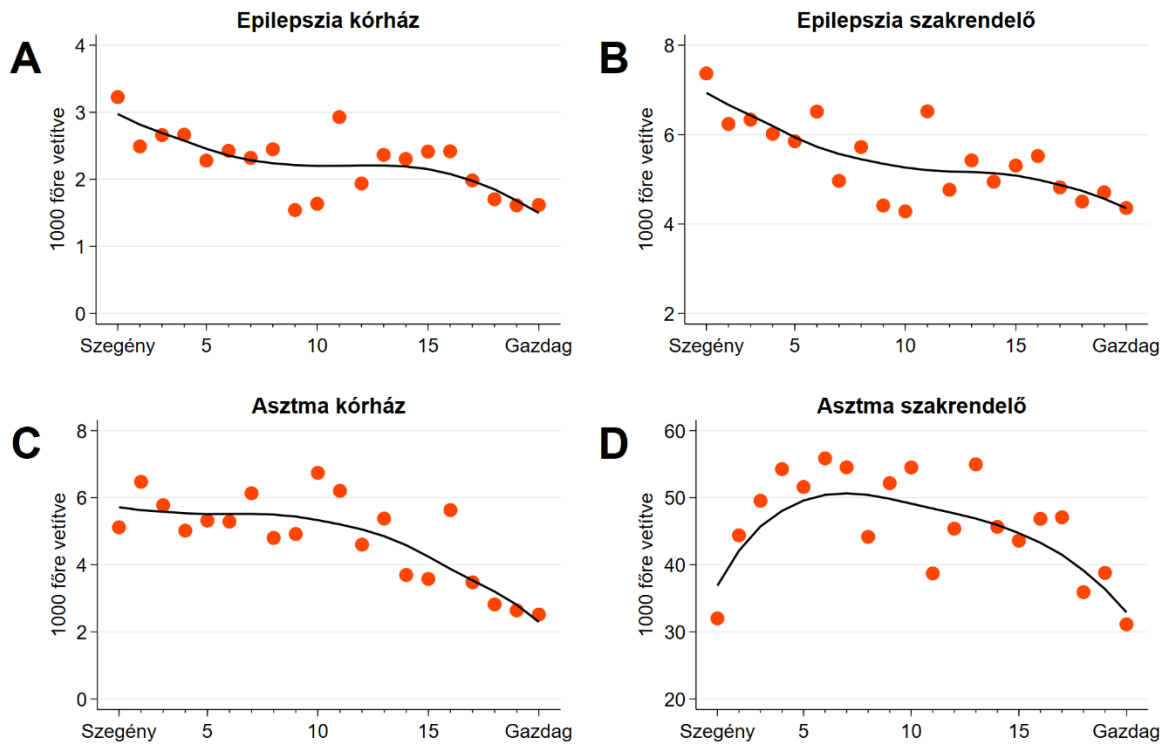 A
Epilepszia kórház
1000 főre vetítve
4
3
2
1
0
Szegény 5 10 15 Gazdag
B
Epilepszia szakrendelő
1000 főre vetítve
8
6
4
2
Szegény 5 10 15 Gazdag
C
Asztma kórház
1000 főre vetítve
8
6
4
2
0
Szegény 5 10 15 Gazdag
D
Asztma szakrendelő
1000 főre vetítve
60
50
40
30
20
Szegény 5 10 15 Gazdag